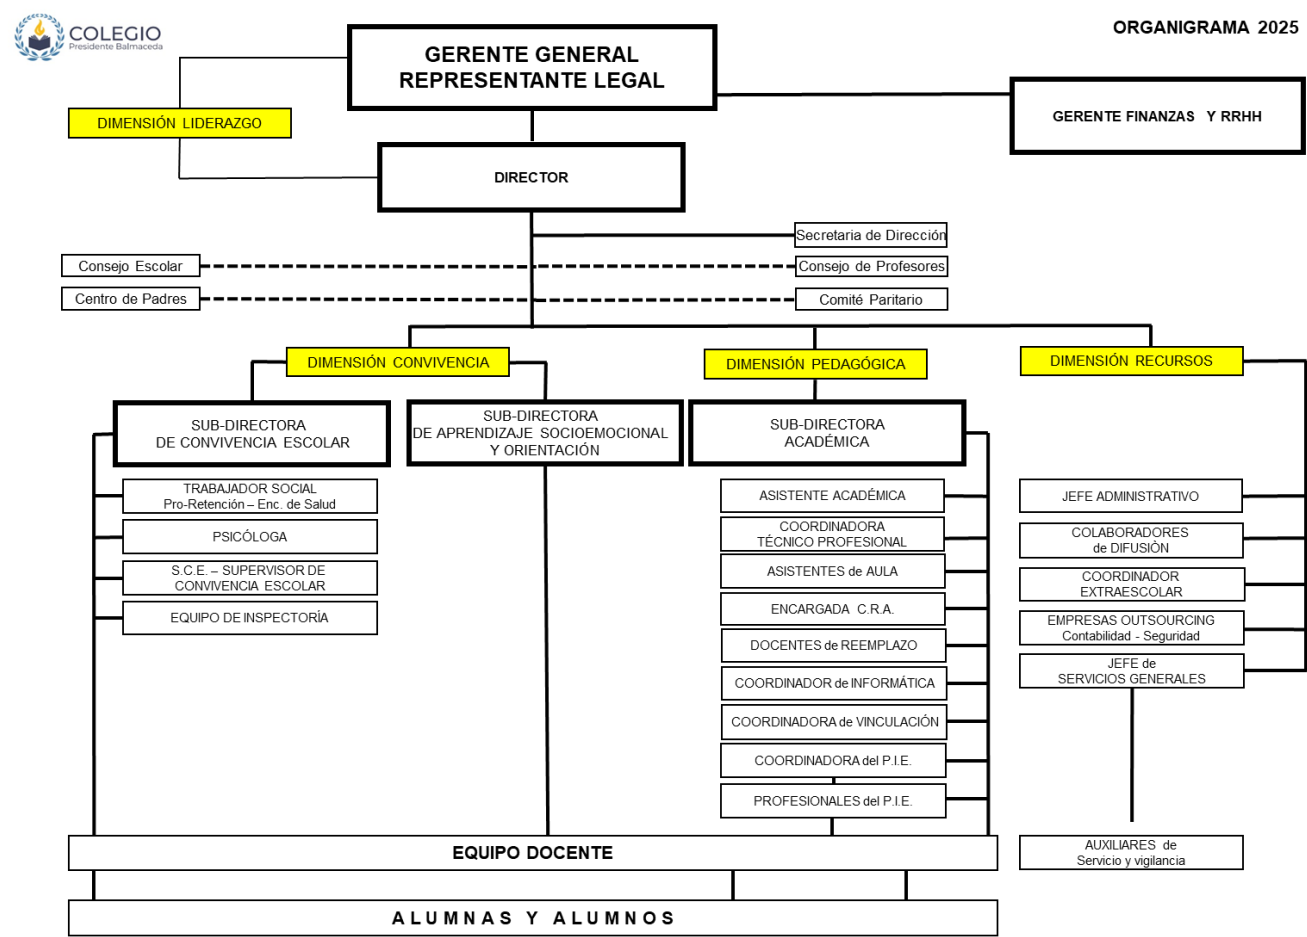 COLEGIO
Presidente Balmaceda
ORGANIGRAMA 2025
GERENTE GENERAL
REPRESENTANTE LEGAL
GERENTE FINANZAS Y RRHH
DIMENSIÓN LIDERAZGO
DIRECTOR
Secretaria de Dirección
Consejo Escolar
Consejo de Profesores
Centro de Padres
Comité Paritario
DIMENSIÓN CONVIVENCIA
DIMENSIÓN PEDAGÓGICA
DIMENSIÓN RECURSOS
SUB-DIRECTORA
DE CONVIVENCIA ESCOLAR
SUB-DIRECTORA
DE APRENDIZAJE SOCIOEMOCIONAL
Y ORIENTACIÓN
SUB-DIRECTORA
ACADÉMICA
TRABAJADOR SOCIAL
Pro-Retención – Enc. de Salud
PSICÓLOGA
S.C.E. – SUPERVISOR DE
CONVIVENCIA ESCOLAR
EQUIPO DE INSPECTORÍA
ASISTENTE ACADÉMICA
COORDINADORA
TÉCNICO PROFESIONAL
ASISTENTES de AULA
ENCARGADA C.R.A.
DOCENTES de REEMPLAZO
COORDINADOR de INFORMÁTICA
COORDINADORA de VINCULACIÓN
COORDINADORA del P.I.E.
PROFESIONALES del P.I.E.
JEFE ADMINISTRATIVO
COLABORADORES
de DIFUSIÒN
COORDINADOR
EXTRAESCOLAR
EMPRESAS OUTSOURCING
Contabilidad - Seguridad
JEFE de
SERVICIOS GENERALES
AUXILIARES de
Servicio y vigilancia
EQUIPO DOCENTE
ALUMNAS Y ALUMNOS